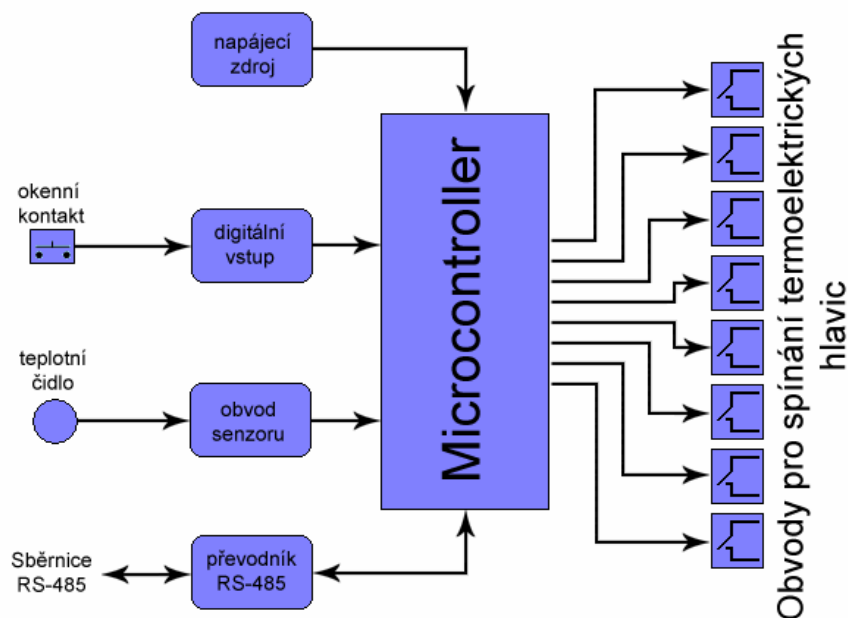 napájecí
zdroj
okenní
kontakt
digitální
vstup
teplotní
čidlo
obvod
senzoru
Sběrnice
RS-485
převodník
RS-485
Microcontroller
Obvody pro spínání termoelektrických
hlavic